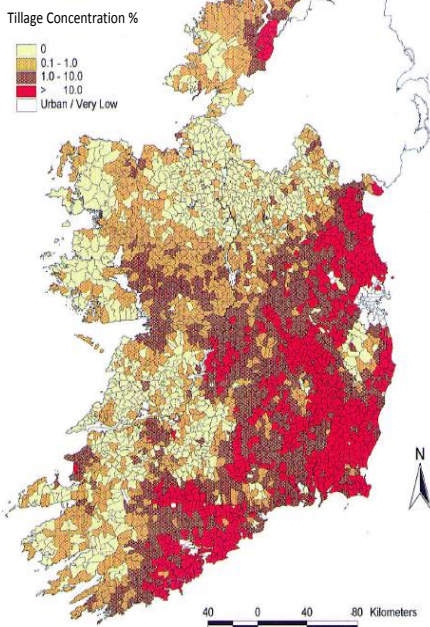 Tillage Concentration %
0
0.1 - 1.0
1.0 - 10.0
> 10.0
Urban / Very Low
N
40 0 40 80 Kilometers